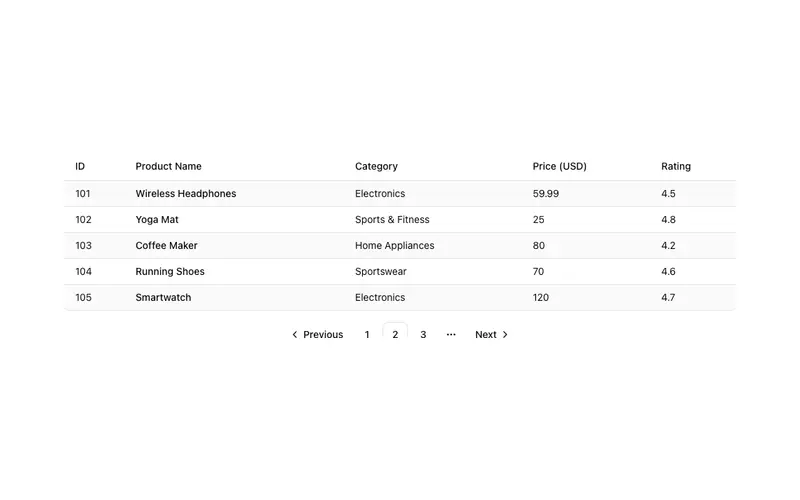 ID Product Name Category Price (USD) Rating
101 Wireless Headphones Electronics 59.99 4.5
102 Yoga Mat Sports & Fitness 25 4.8
103 Coffee Maker Home Appliances 80 4.2
104 Running Shoes Sportswear 70 4.6
105 Smartwatch Electronics 120 4.7
Previous 1 2 3 ··· Next